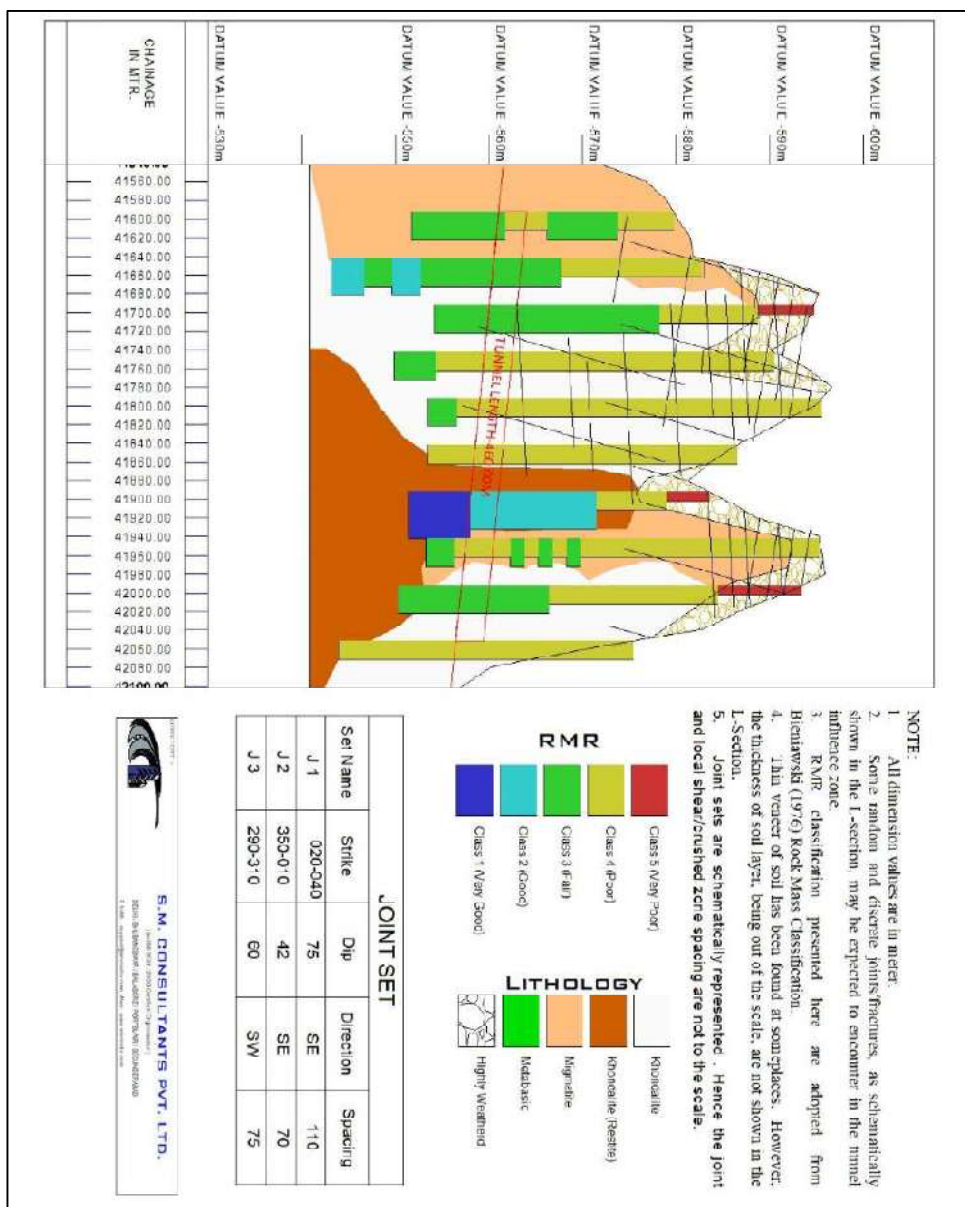 CHAINAGE
IN MTR.
DATUM VALUE -530m
DATUM VALUE -550m
DATUM VALUE -560m
DATUM VALUE -570m
DATUM VALUE -580m
DATUM VALUE -590m
DATUM VALUE -600m
41560.00
41580.00
41600.00
41620.00
41640.00
41660.00
41680.00
41700.00
41720.00
41740.00
41760.00
41780.00
41800.00
41820.00
41840.00
41860.00
41880.00
41900.00
41920.00
41940.00
41960.00
41980.00
42000.00
42020.00
42040.00
42060.00
42080.00
42100.00
TUNNEL LENGTH
NOTE:
1 All dimension values are in meter.
2. Some random and discrete joints/fractures, as schematically
shown in the L-section, may be expected to encounter in the tunnel
influence zone.
3 RMR classification presented here are adopted from
Bieniawski (1976) Rock Mass Classification.
4. Thin veneer of soil has been found at someplaces. However,
the thickness of soil layer, being out of the scale, are not shown in the
L-Section.
5. Joint sets are schematically represented . Hence the joint
and local shear/crushed zone spacing are not to the scale.
RMR
Class 5 (Very Poor)
Class 4 (Poor)
Class 3 (Fair)
Class 2 (Good)
Class 1 (Very Good)
LITHOLOGY
Khondalite
Khondalite (Restite)
Migmatite
Metabasic
Highly Weatherd
JOINT SET
Set Name Strike Dip Direction Spacing
J 1 020-040 75 SE 110
J 2 350-010 42 SE 70
J 3 290-310 60 SW 75
S.M. CONSULTANTS PVT. LTD.